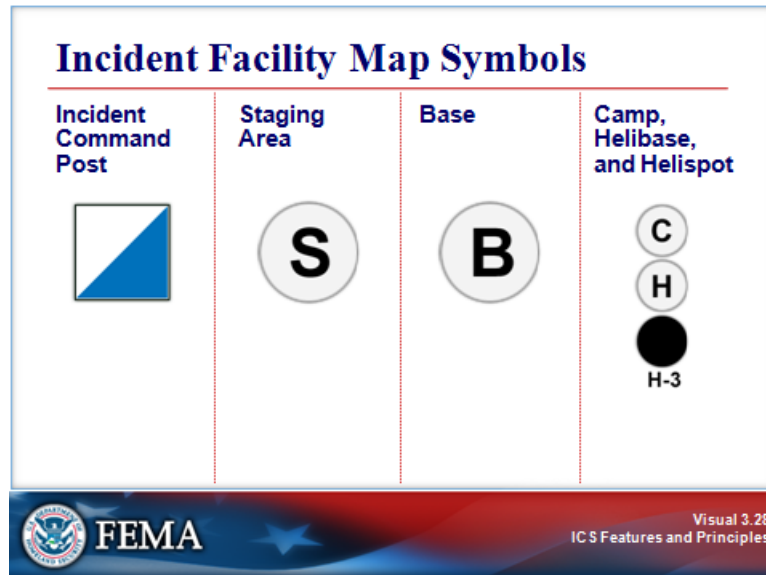 Incident Facility Map Symbols
Incident
Command
Post
Staging
Area
Base
Camp,
Helibase,
and Helispot
S
B
C
H
H-3
FEMA
Visual 3.28
ICS Features and Principles